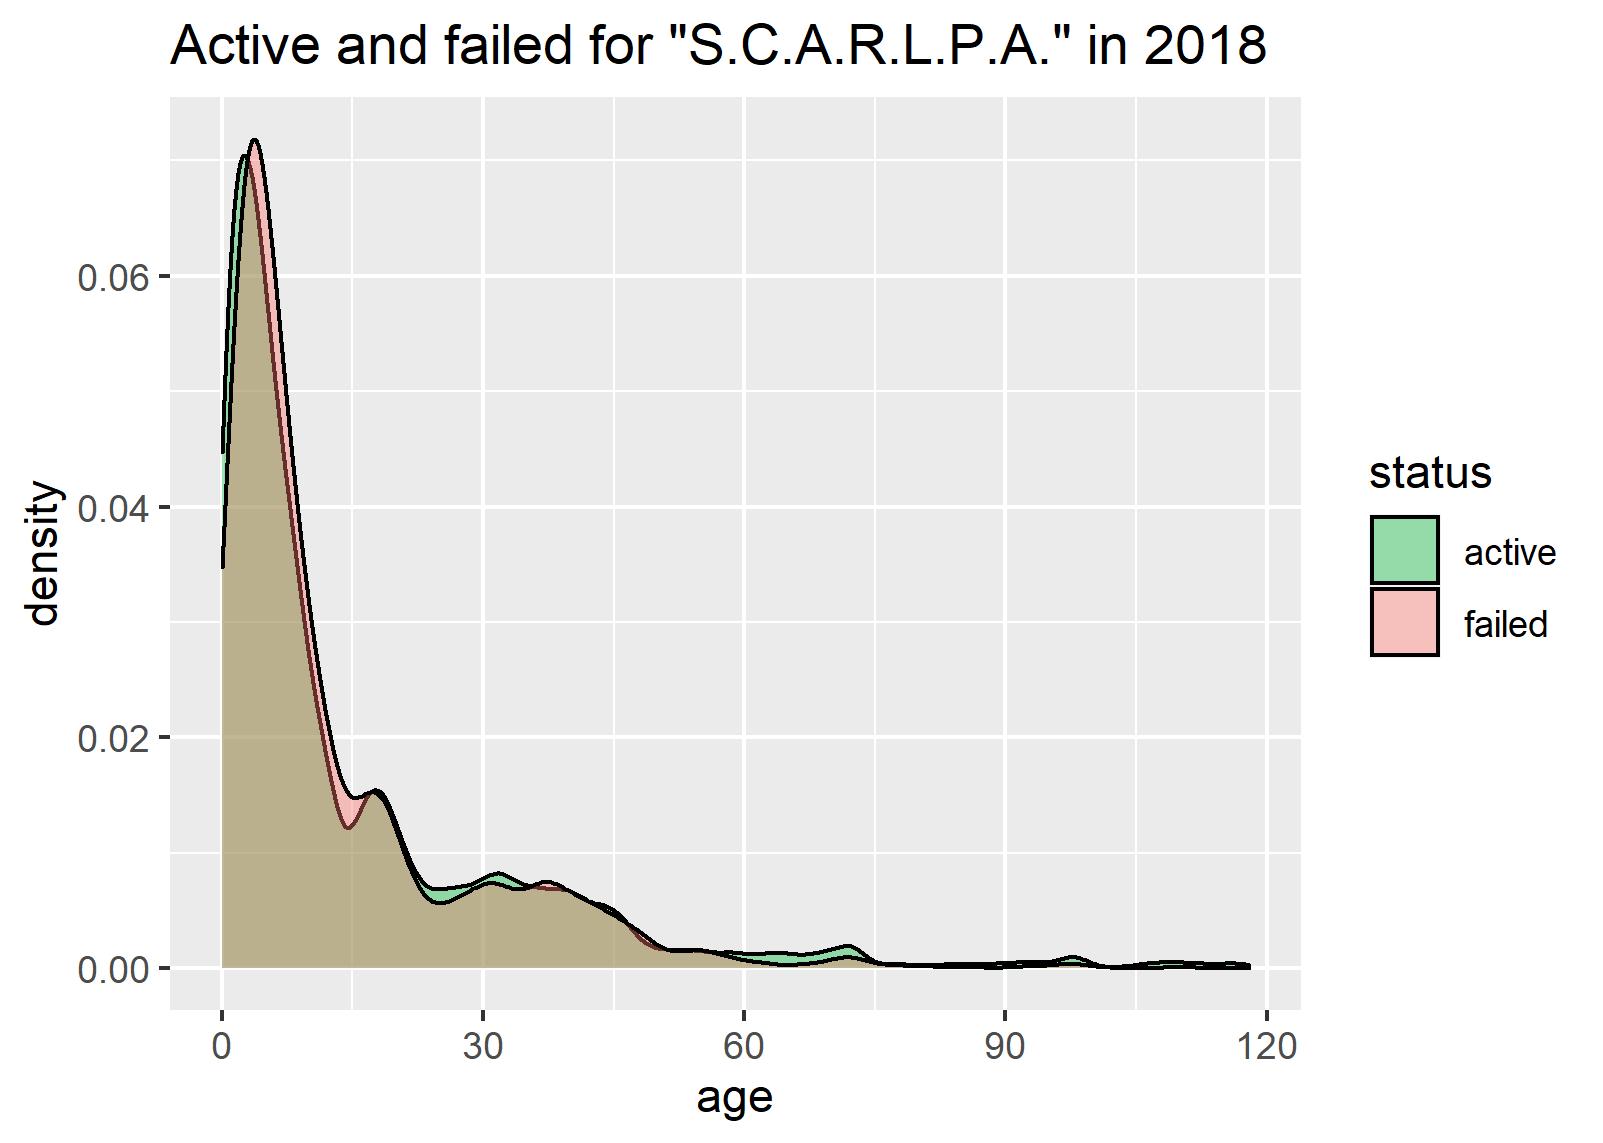 Active and failed for "S.C.A.R.L.P.A." in 2018
density
0.06
0.04
0.02
0.00
0 30 60 90 120
age
status
active
failed